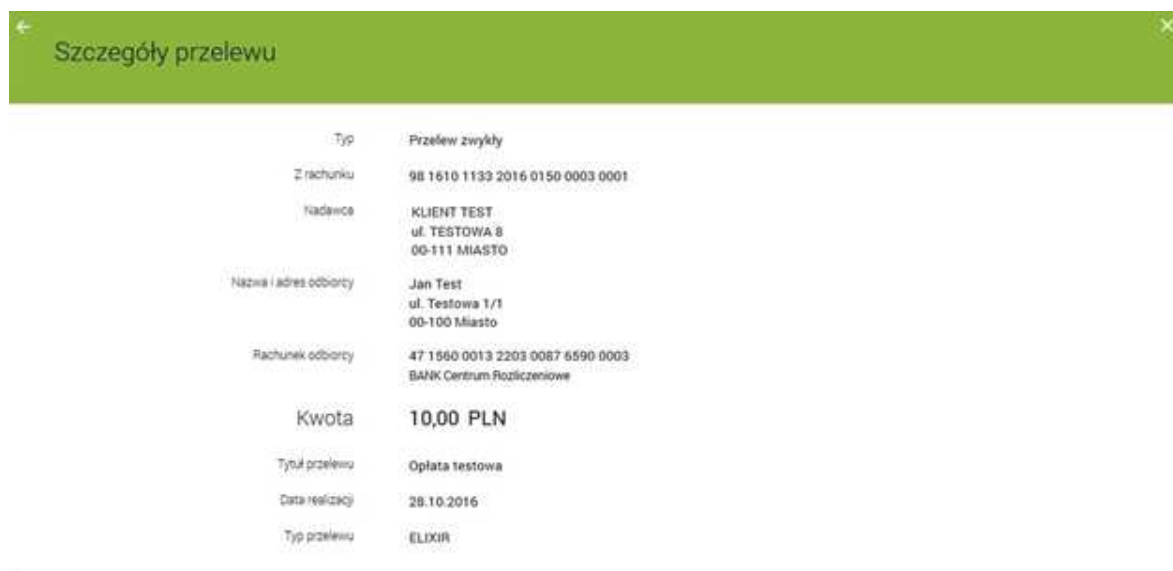 Szczegóły przelewu
Typ Przelew zwykły
Z rachunku 98 1610 1133 2016 0150 0003 0001
Nadawca KLIENT TEST
ul. TESTOWA 8
00-111 MIASTO
Nazwa i adres odbiorcy Jan Test
ul. Testowa 1/1
00-100 Miasto
Rachunek odbiorcy 47 1560 0013 2203 0087 6590 0003
BANK Centrum Rozliczeniowe
Kwota 10,00 PLN
Tytuł przelewu Opłata testowa
Data realizacji 28.10.2016
Typ przelewu ELIXIR